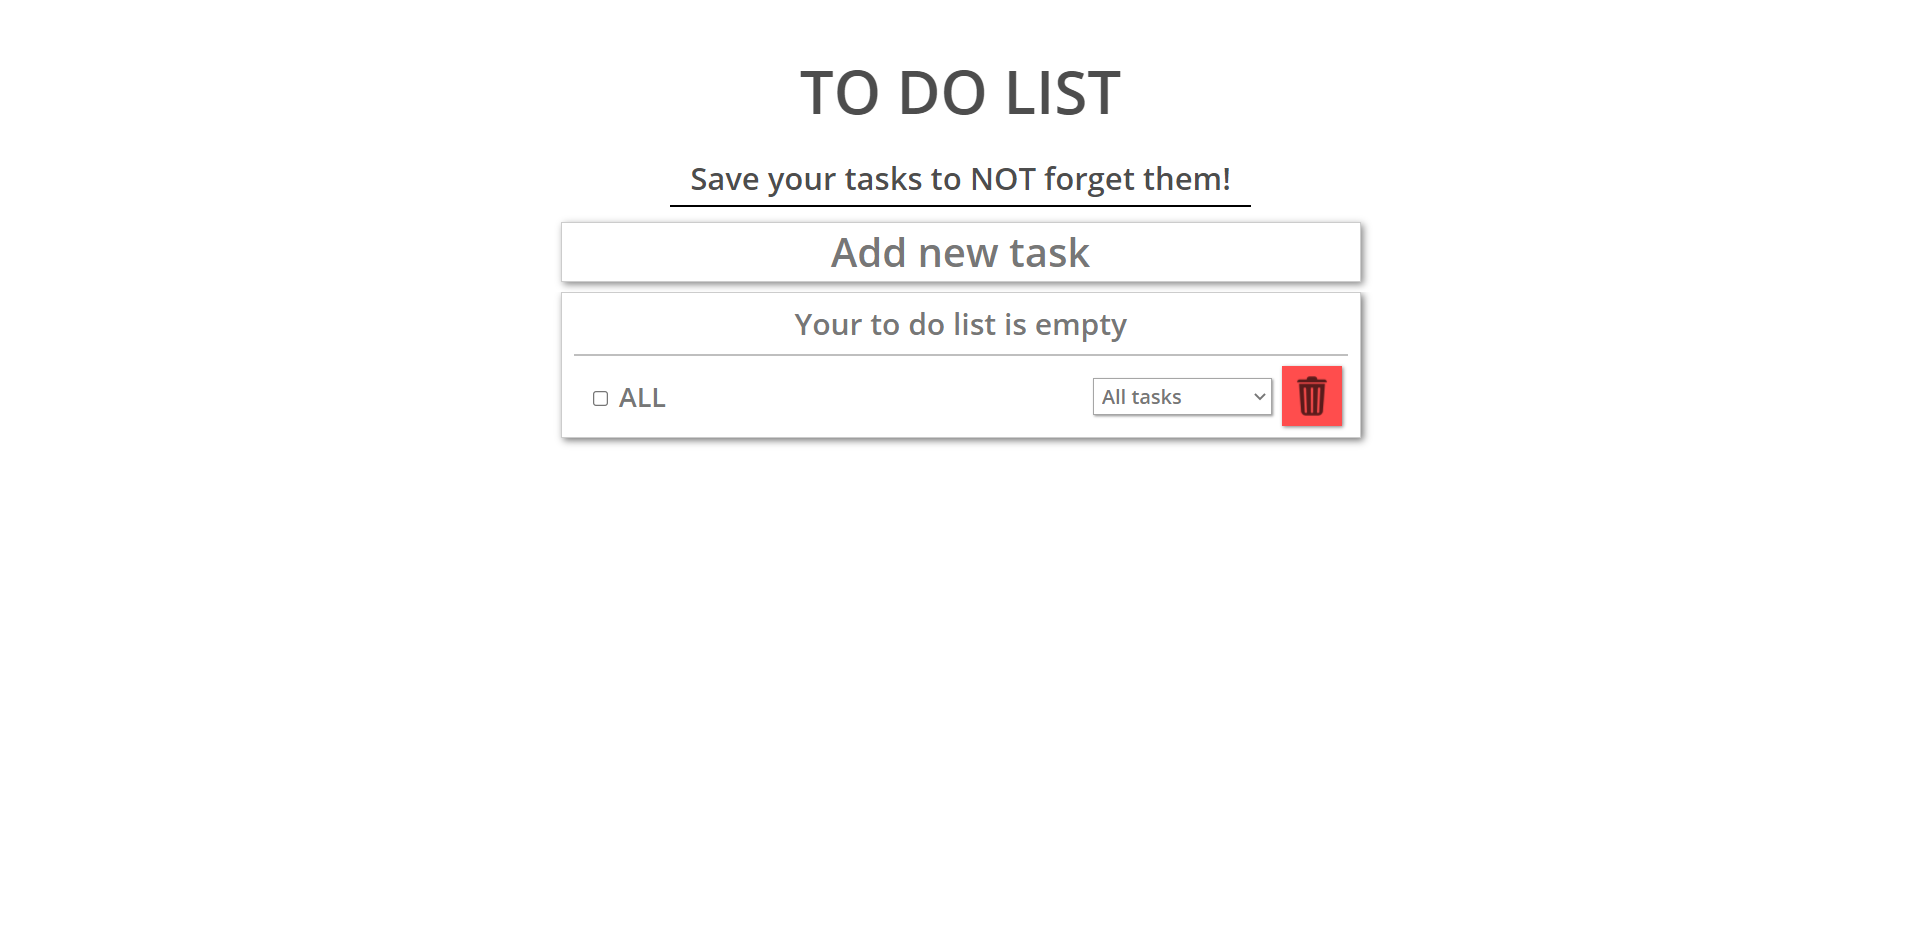 TO DO LIST
Save your tasks to NOT forget them!
Add new task
Your to do list is empty
ALL
All tasks